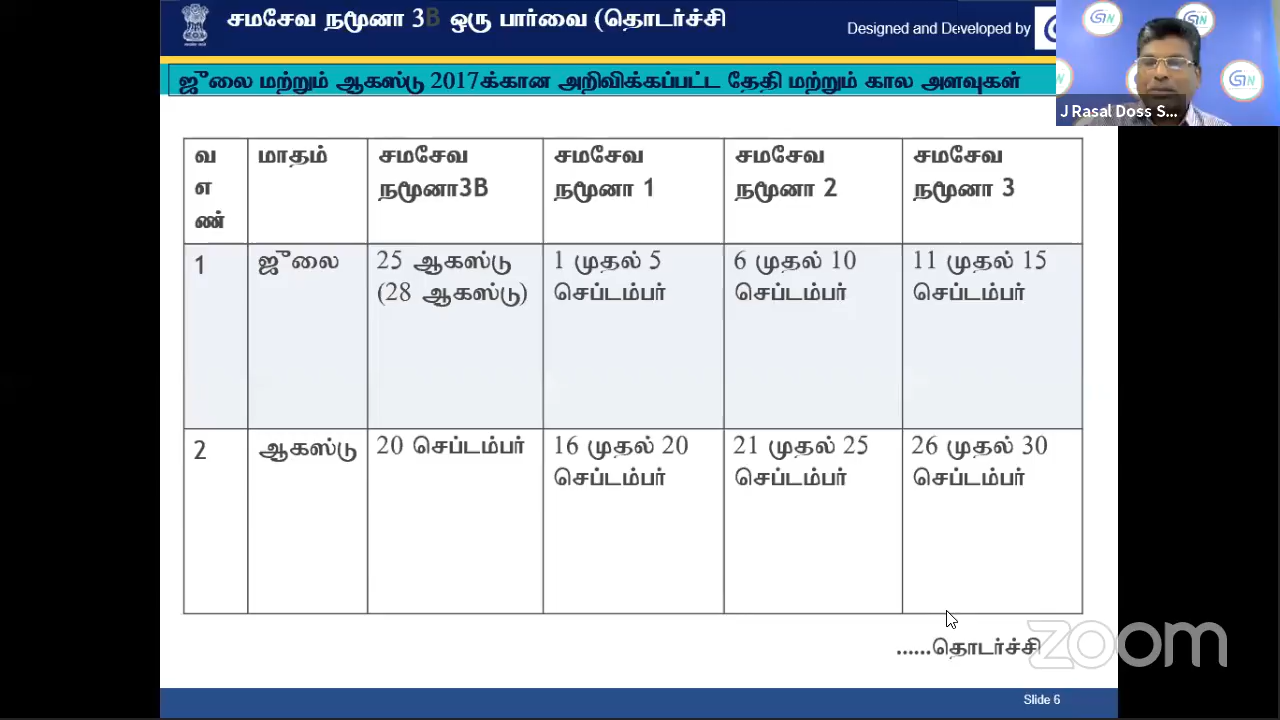 சமசேவ நமூனா 3B ஒரு பார்வை (தொடர்ச்சி
Designed and Developed by
ஜூலை மற்றும் ஆகஸ்டு 2017க்கான அறிவிக்கப்பட்ட தேதி மற்றும் கால அளவுகள்
J Rasal Doss S...
வ எ ண் மாதம் சமசேவ நமூனா3B சமசேவ நமூனா 1 சமசேவ நமூனா 2 சமசேவ நமூனா 3
1 ஜூலை 25 ஆகஸ்டு (28 ஆகஸ்டு) 1 முதல் 5 செப்டம்பர் 6 முதல் 10 செப்டம்பர் 11 முதல் 15 செப்டம்பர்
2 ஆகஸ்டு 20 செப்டம்பர் 16 முதல் 20 செப்டம்பர் 21 முதல் 25 செப்டம்பர் 26 முதல் 30 செப்டம்பர்
......தொடர்ச்சி
zoom
Slide 6